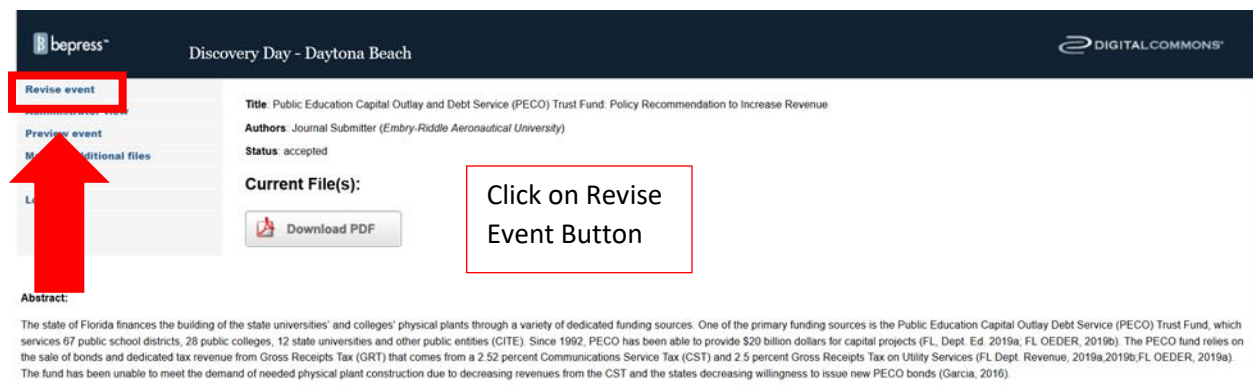 bepress™
Discovery Day - Daytona Beach
DIGITALCOMMONS™
Revise event
Preview event
Title: Public Education Capital Outlay and Debt Service (PECO) Trust Fund: Policy Recommendation to Increase Revenue
Authors: Journal Submitter (Embry-Riddle Aeronautical University)
Status: accepted
Current File(s):
Download PDF
Click on Revise
Event Button
Abstract:
The state of Florida finances the building of the state universities' and colleges' physical plants through a variety of dedicated funding sources. One of the primary funding sources is the Public Education Capital Outlay Debt Service (PECO) Trust Fund, which
services 67 public school districts, 28 public colleges, 12 state universities and other public entities (CITE). Since 1992, PECO has been able to provide $20 billion dollars for capital projects (FL, Dept. Ed. 2019a; FL OEDER, 2019b). The PECO fund relies on
the sale of bonds and dedicated tax revenue from Gross Receipts Tax (GRT) that comes from a 2.52 percent Communications Service Tax (CST) and 2.5 percent Gross Receipts Tax on Utility Services (FL Dept. Revenue, 2019a,2019b;FL OEDER, 2019a).
The fund has been unable to meet the demand of needed physical plant construction due to decreasing revenues from the CST and the states decreasing willingness to issue new PECO bonds (Garcia, 2016).